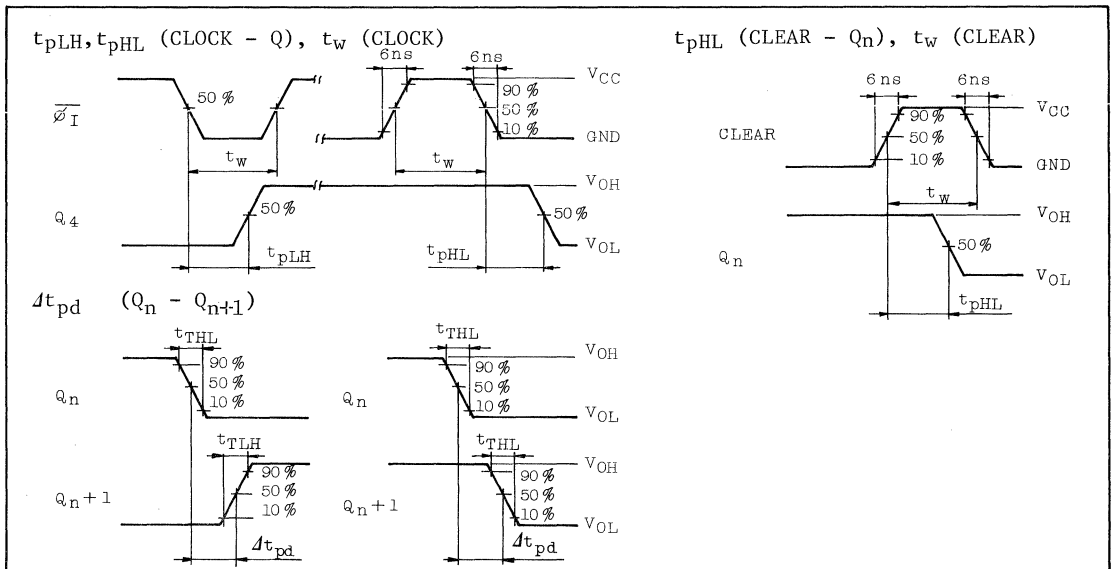 tpLH, tpHL (CLOCK - Q), tw (CLOCK)
6ns 6ns
VCC
50% 90%
50%
10%
φI
GND
tw tw
VOH
Q4 50% 50%
VOL
tpLH tpHL
tpHL (CLEAR - Qn), tw (CLEAR)
6ns 6ns
VCC
90%
CLEAR 50%
10%
GND
tw
VOH
Qn 50%
VOL
tpHL
Δtpd (Qn - Qn+1)
tTHL tTHL
VOH
90% 90%
Qn 50% Qn 50%
10% 10%
VOL
tTLH tTHL
VOH
90% 90%
Qn+1 50% Qn+1 50%
10% 10%
VOL
Δtpd Δtpd